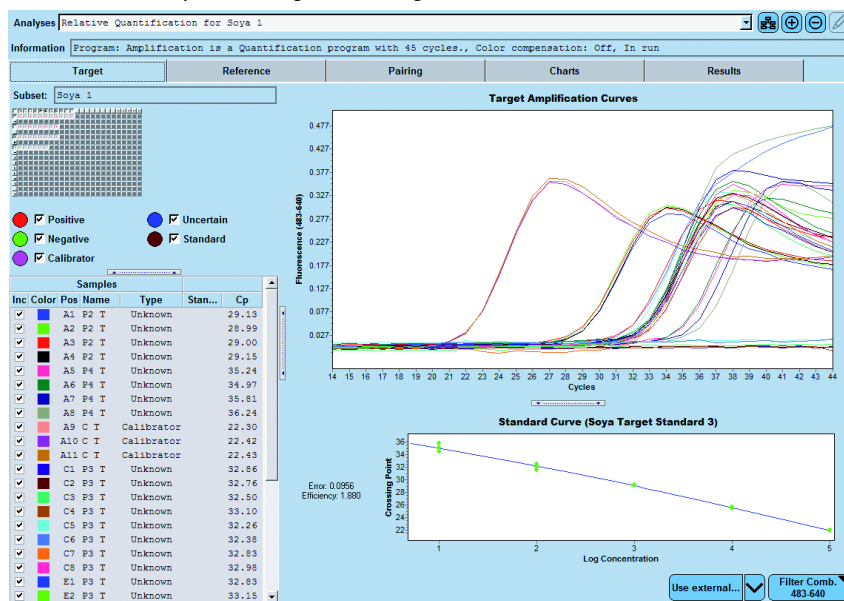 Analyses Relative Quantification for Soya 1
Information Program: Amplification is a Quantification program with 45 cycles., Color compensation: Off, In run
Target Reference Pairing Charts Results
Subset: Soya 1
Positive Uncertain
Negative Standard
Calibrator
Samples
Inc Color Pos Name Type Stan... Cp
A1 P2 T Unknown 29.13
A2 P2 T Unknown 28.99
A3 P2 T Unknown 29.00
A4 P2 T Unknown 29.15
A5 P4 T Unknown 35.24
A6 P4 T Unknown 34.97
A7 P4 T Unknown 35.81
A8 P4 T Unknown 36.24
A9 C T Calibrator 22.30
A10 C T Calibrator 22.42
A11 C T Calibrator 22.43
C1 P3 T Unknown 32.86
C2 P3 T Unknown 32.76
C3 P3 T Unknown 32.50
C4 P3 T Unknown 33.10
C5 P3 T Unknown 32.26
C6 P3 T Unknown 32.38
C7 P3 T Unknown 32.83
C8 P3 T Unknown 32.98
E1 P3 T Unknown 32.83
E2 P3 T Unknown 33.15
Target Amplification Curves
Fluorescence (483-640)
0.477
0.427
0.377
0.327
0.277
0.227
0.177
0.127
0.077
0.027
14 15 16 17 18 19 20 21 22 23 24 25 26 27 28 29 30 31 32 33 34 35 36 37 38 39 40 41 42 43 44
Cycles
Standard Curve (Soya Target Standard 3)
Error: 0.0956
Efficiency: 1.880
Crossing Point
36
34
32
30
28
26
24
22
1 2 3 4 5
Log Concentration
Use external...
Filter Comb.
483-640